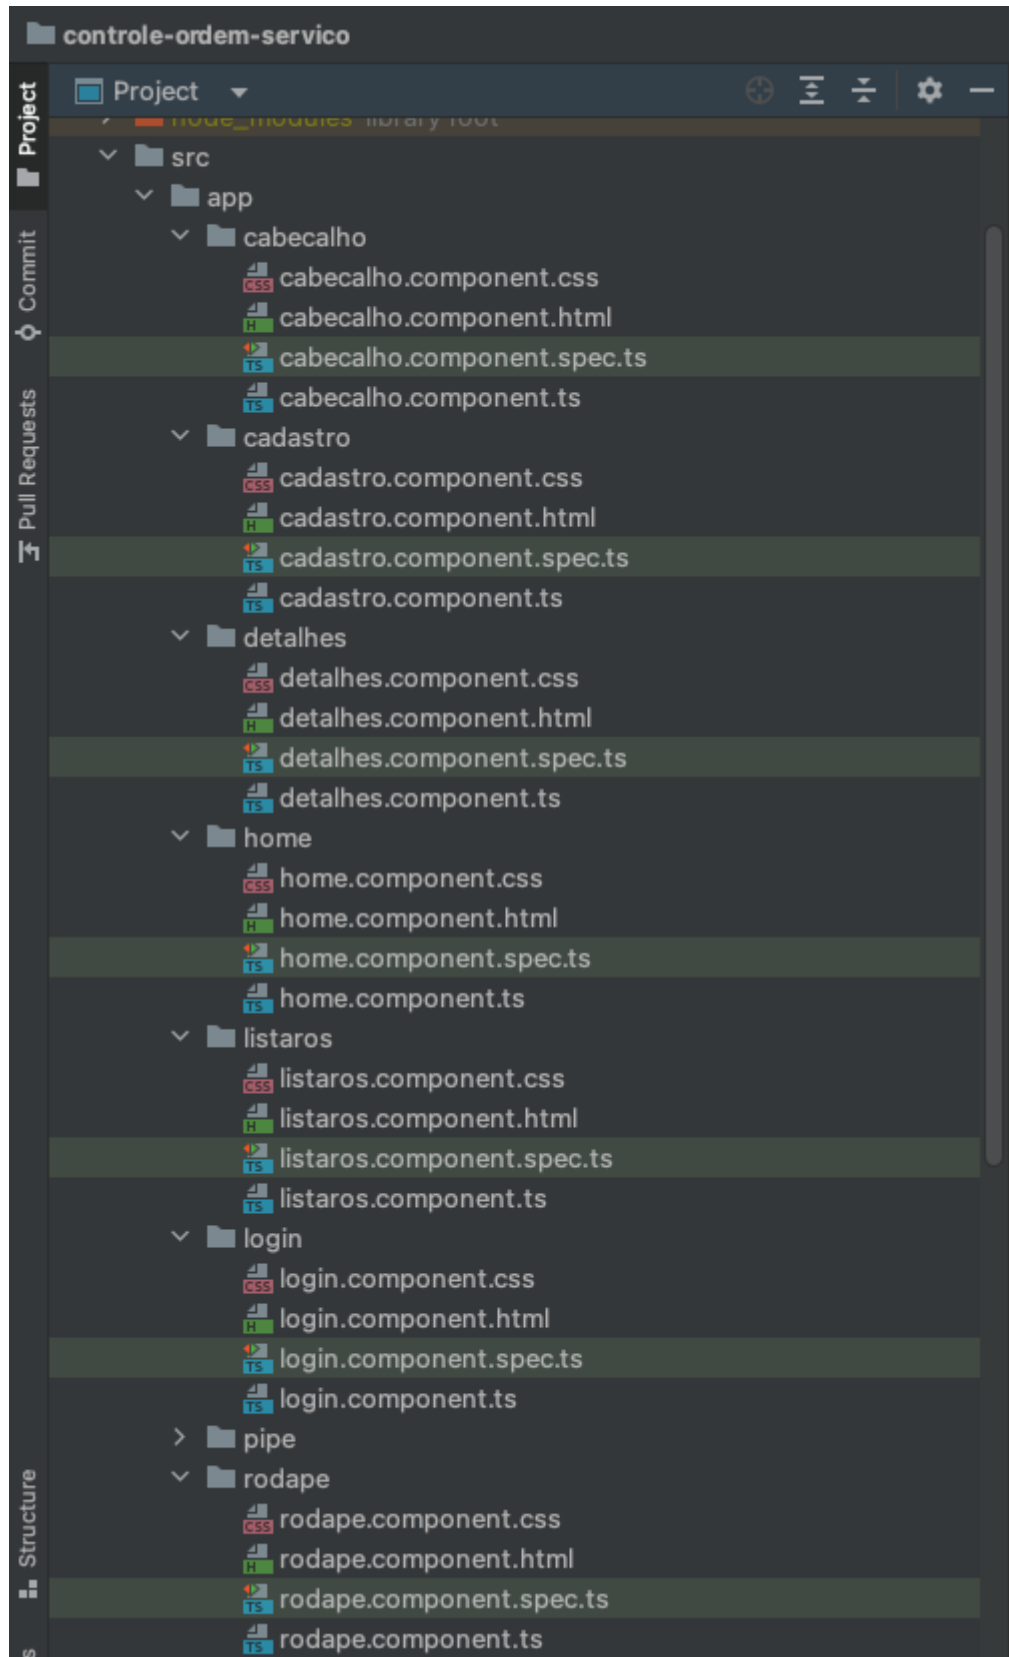 controle-ordem-servico
Project
Project
node_modules library root
src
app
cabecalho
cabecalho.component.css
cabecalho.component.html
cabecalho.component.spec.ts
cabecalho.component.ts
cadastro
cadastro.component.css
cadastro.component.html
cadastro.component.spec.ts
cadastro.component.ts
detalhes
detalhes.component.css
detalhes.component.html
detalhes.component.spec.ts
detalhes.component.ts
home
home.component.css
home.component.html
home.component.spec.ts
home.component.ts
listaros
listaros.component.css
listaros.component.html
listaros.component.spec.ts
listaros.component.ts
login
login.component.css
login.component.html
login.component.spec.ts
login.component.ts
pipe
rodape
rodape.component.css
rodape.component.html
rodape.component.spec.ts
rodape.component.ts
Commit
Pull Requests
Structure